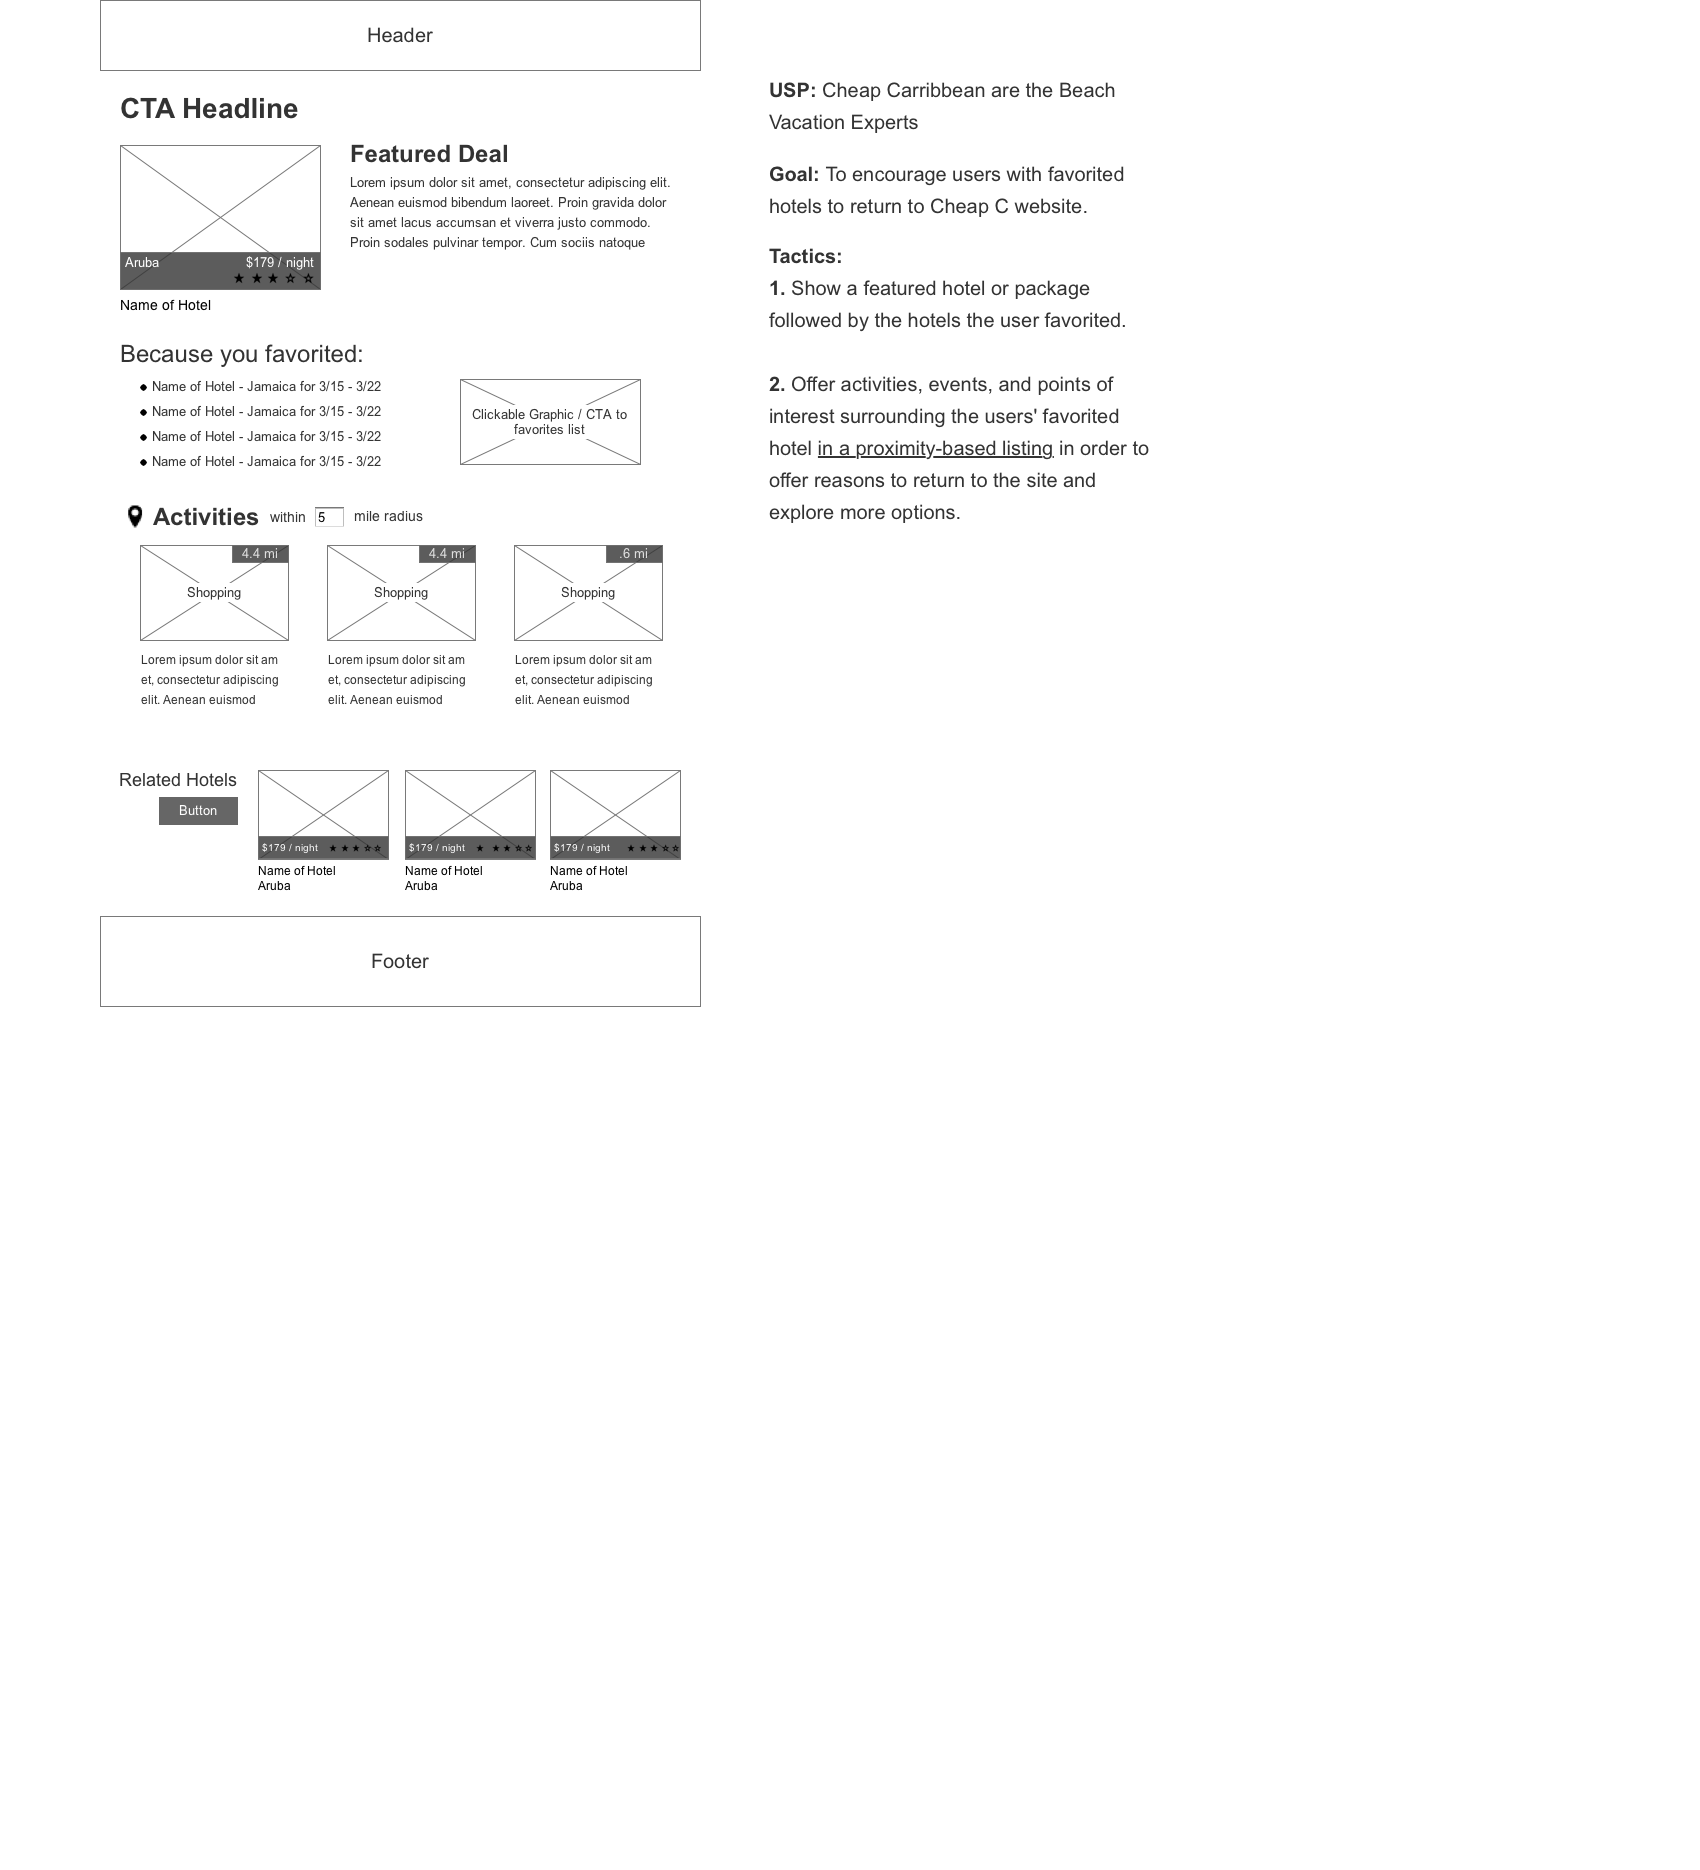 Header
CTA Headline
Featured Deal
Lorem ipsum dolor sit amet, consectetur adipiscing elit.
Aenean euismod bibendum laoreet. Proin gravida dolor
sit amet lacus accumsan et viverra justo commodo.
Proin sodales pulvinar tempor. Cum sociis natoque
Aruba $179 / night
★ ★ ★ ☆ ☆
Name of Hotel
Because you favorited:
• Name of Hotel - Jamaica for 3/15 - 3/22
• Name of Hotel - Jamaica for 3/15 - 3/22
• Name of Hotel - Jamaica for 3/15 - 3/22
• Name of Hotel - Jamaica for 3/15 - 3/22
Clickable Graphic / CTA to
favorites list
Activities within 5 mile radius
4.4 mi
Shopping
Lorem ipsum dolor sit am
et, consectetur adipiscing
elit. Aenean euismod
4.4 mi
Shopping
Lorem ipsum dolor sit am
et, consectetur adipiscing
elit. Aenean euismod
.6 mi
Shopping
Lorem ipsum dolor sit am
et, consectetur adipiscing
elit. Aenean euismod
Related Hotels
Button
$179 / night ★ ★ ★ ☆ ☆
Name of Hotel
Aruba
$179 / night ★ ★ ★ ☆ ☆
Name of Hotel
Aruba
$179 / night ★ ★ ★ ☆ ☆
Name of Hotel
Aruba
Footer
USP: Cheap Carribbean are the Beach
Vacation Experts
Goal: To encourage users with favorited
hotels to return to Cheap C website.
Tactics:
1. Show a featured hotel or package
followed by the hotels the user favorited.
2. Offer activities, events, and points of
interest surrounding the users' favorited
hotel in a proximity-based listing in order to
offer reasons to return to the site and
explore more options.